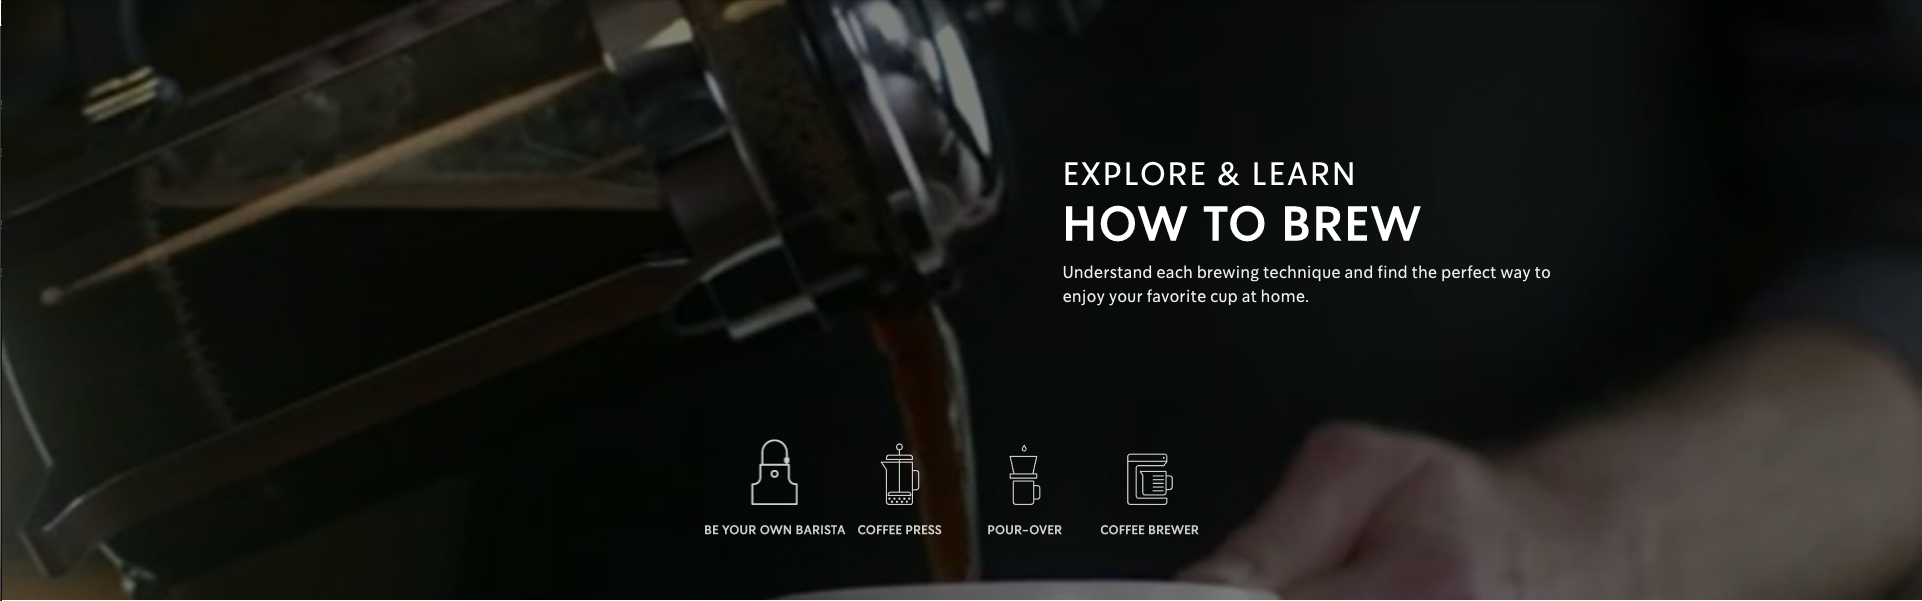 EXPLORE & LEARN
HOW TO BREW
Understand each brewing technique and find the perfect way to
enjoy your favorite cup at home.
BE YOUR OWN BARISTA
COFFEE PRESS
POUR-OVER
COFFEE BREWER